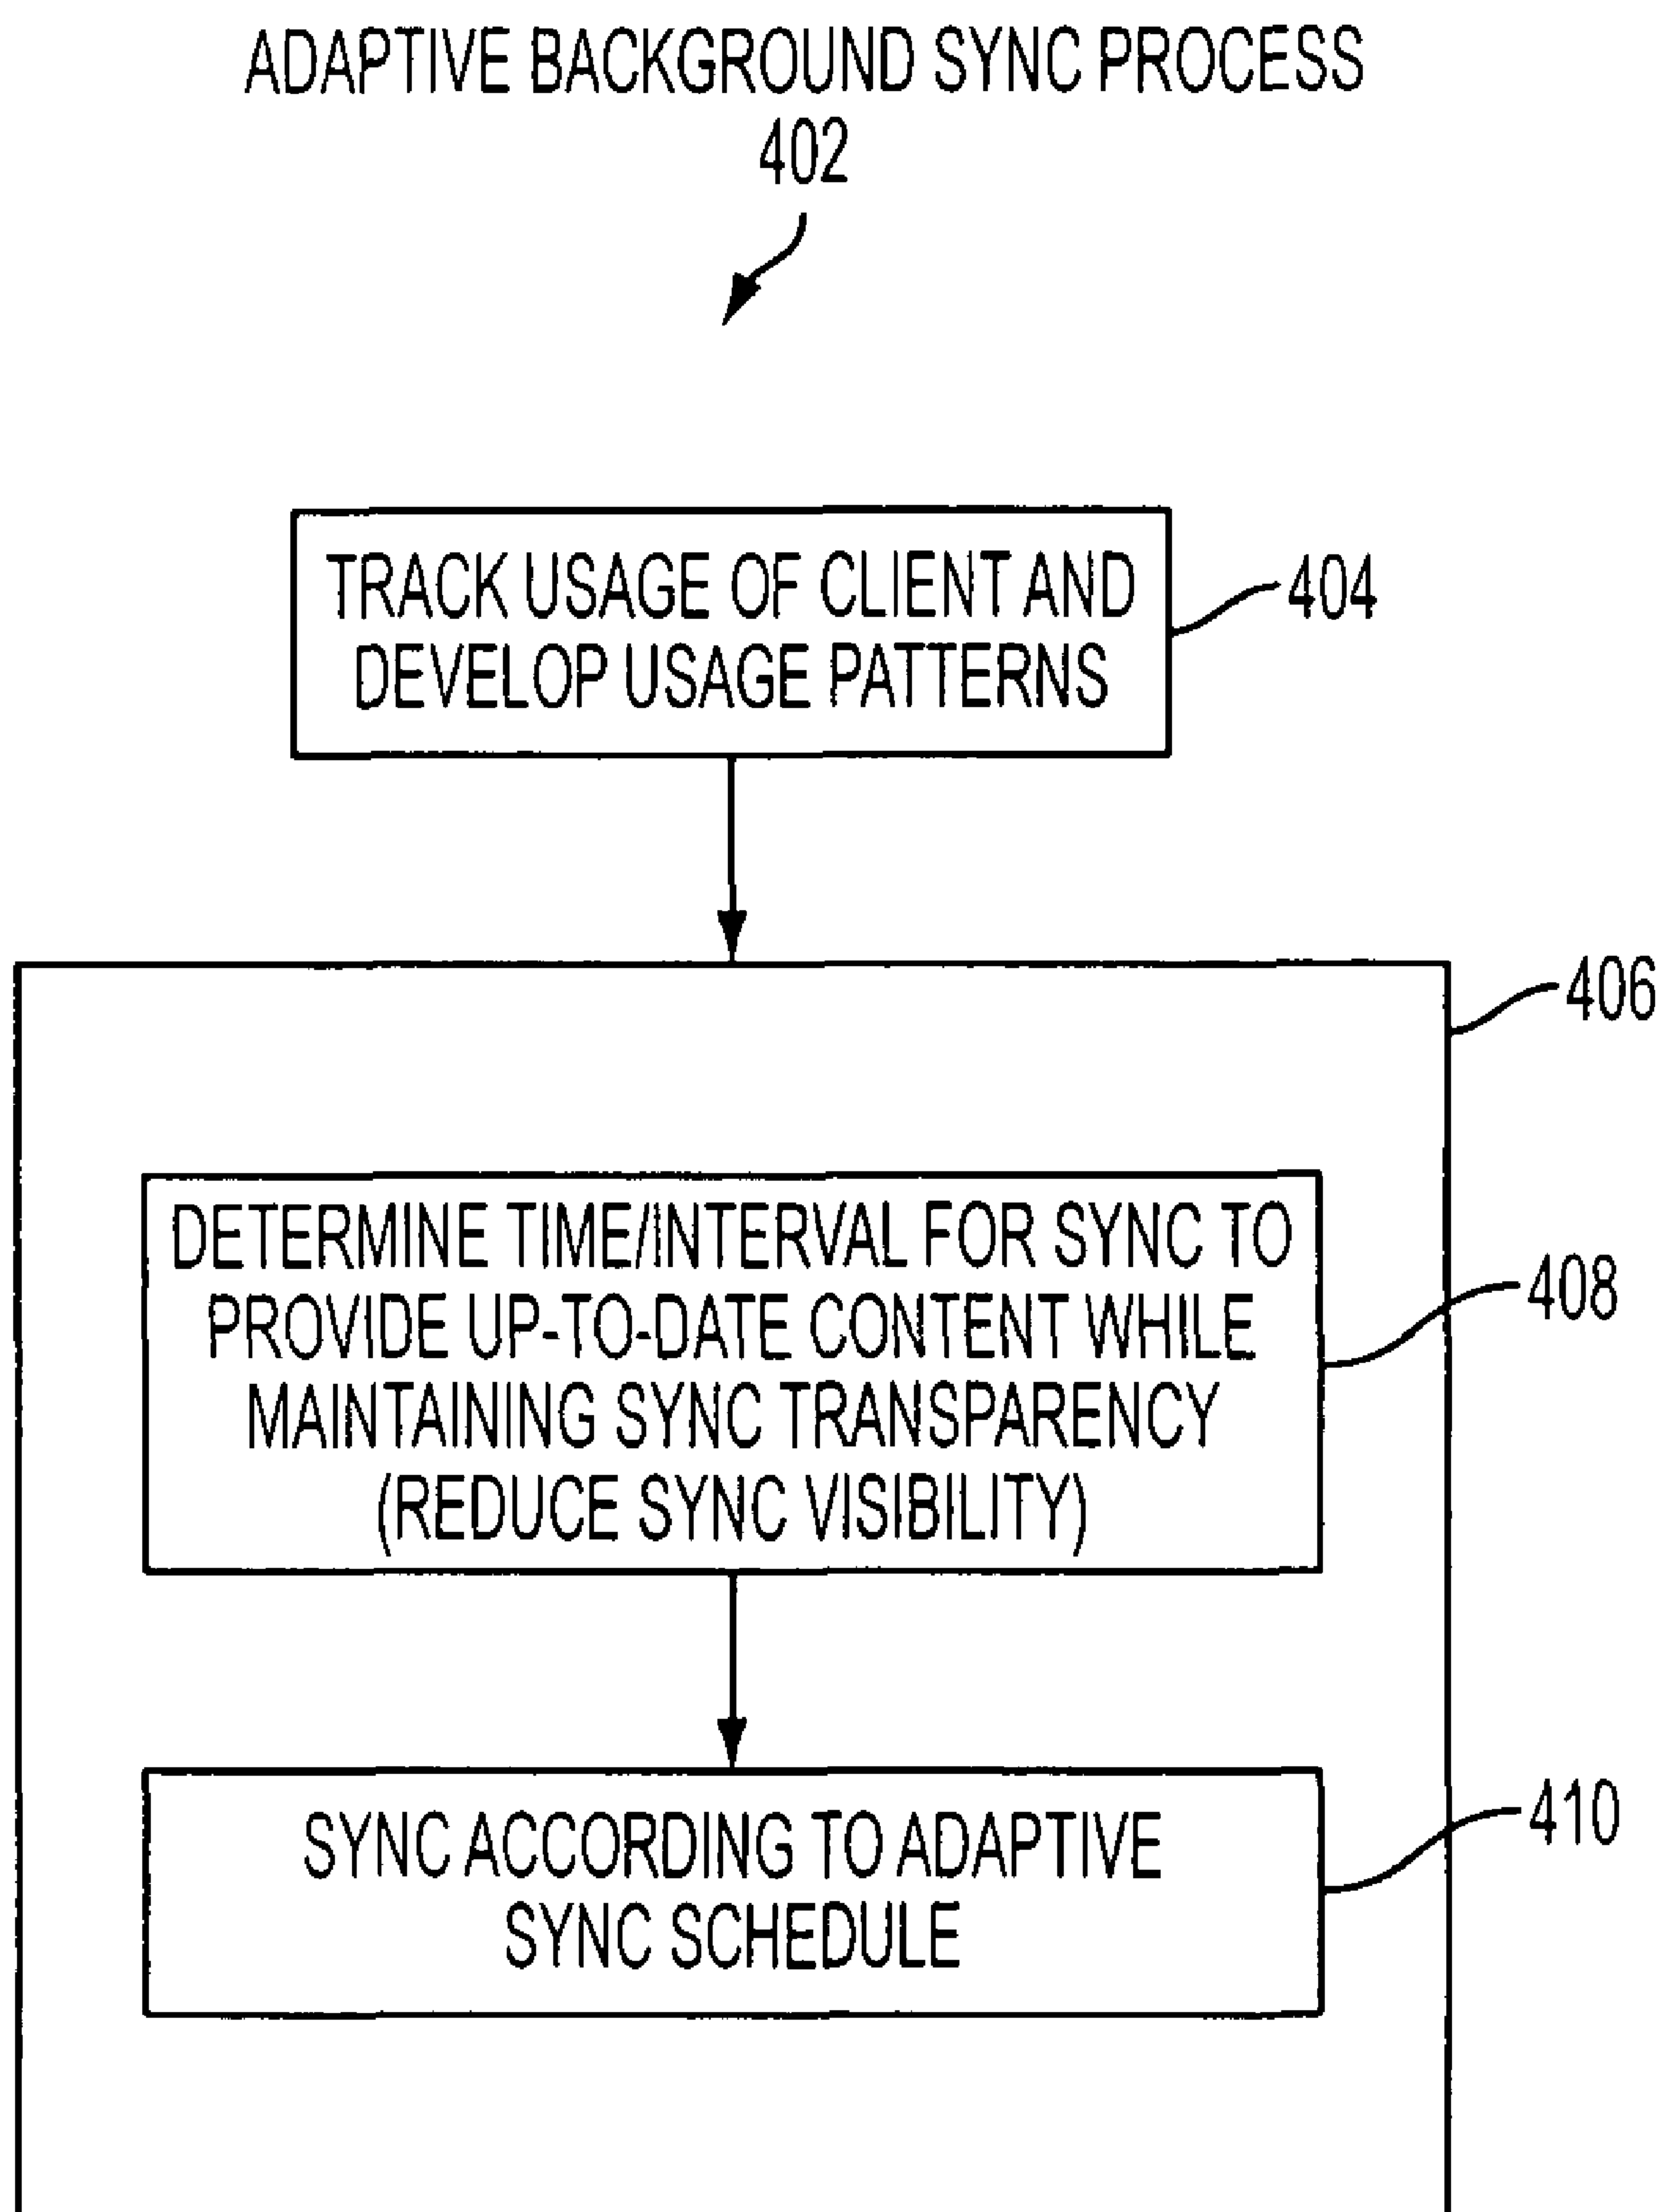 ADAPTIVE BACKGROUND SYNC PROCESS
402
TRACK USAGE OF CLIENT AND
DEVELOP USAGE PATTERNS
404
406
DETERMINE TIME/INTERVAL FOR SYNC TO
PROVIDE UP-TO-DATE CONTENT WHILE
MAINTAINING SYNC TRANSPARENCY
(REDUCE SYNC VISIBILITY)
408
SYNC ACCORDING TO ADAPTIVE
SYNC SCHEDULE
410